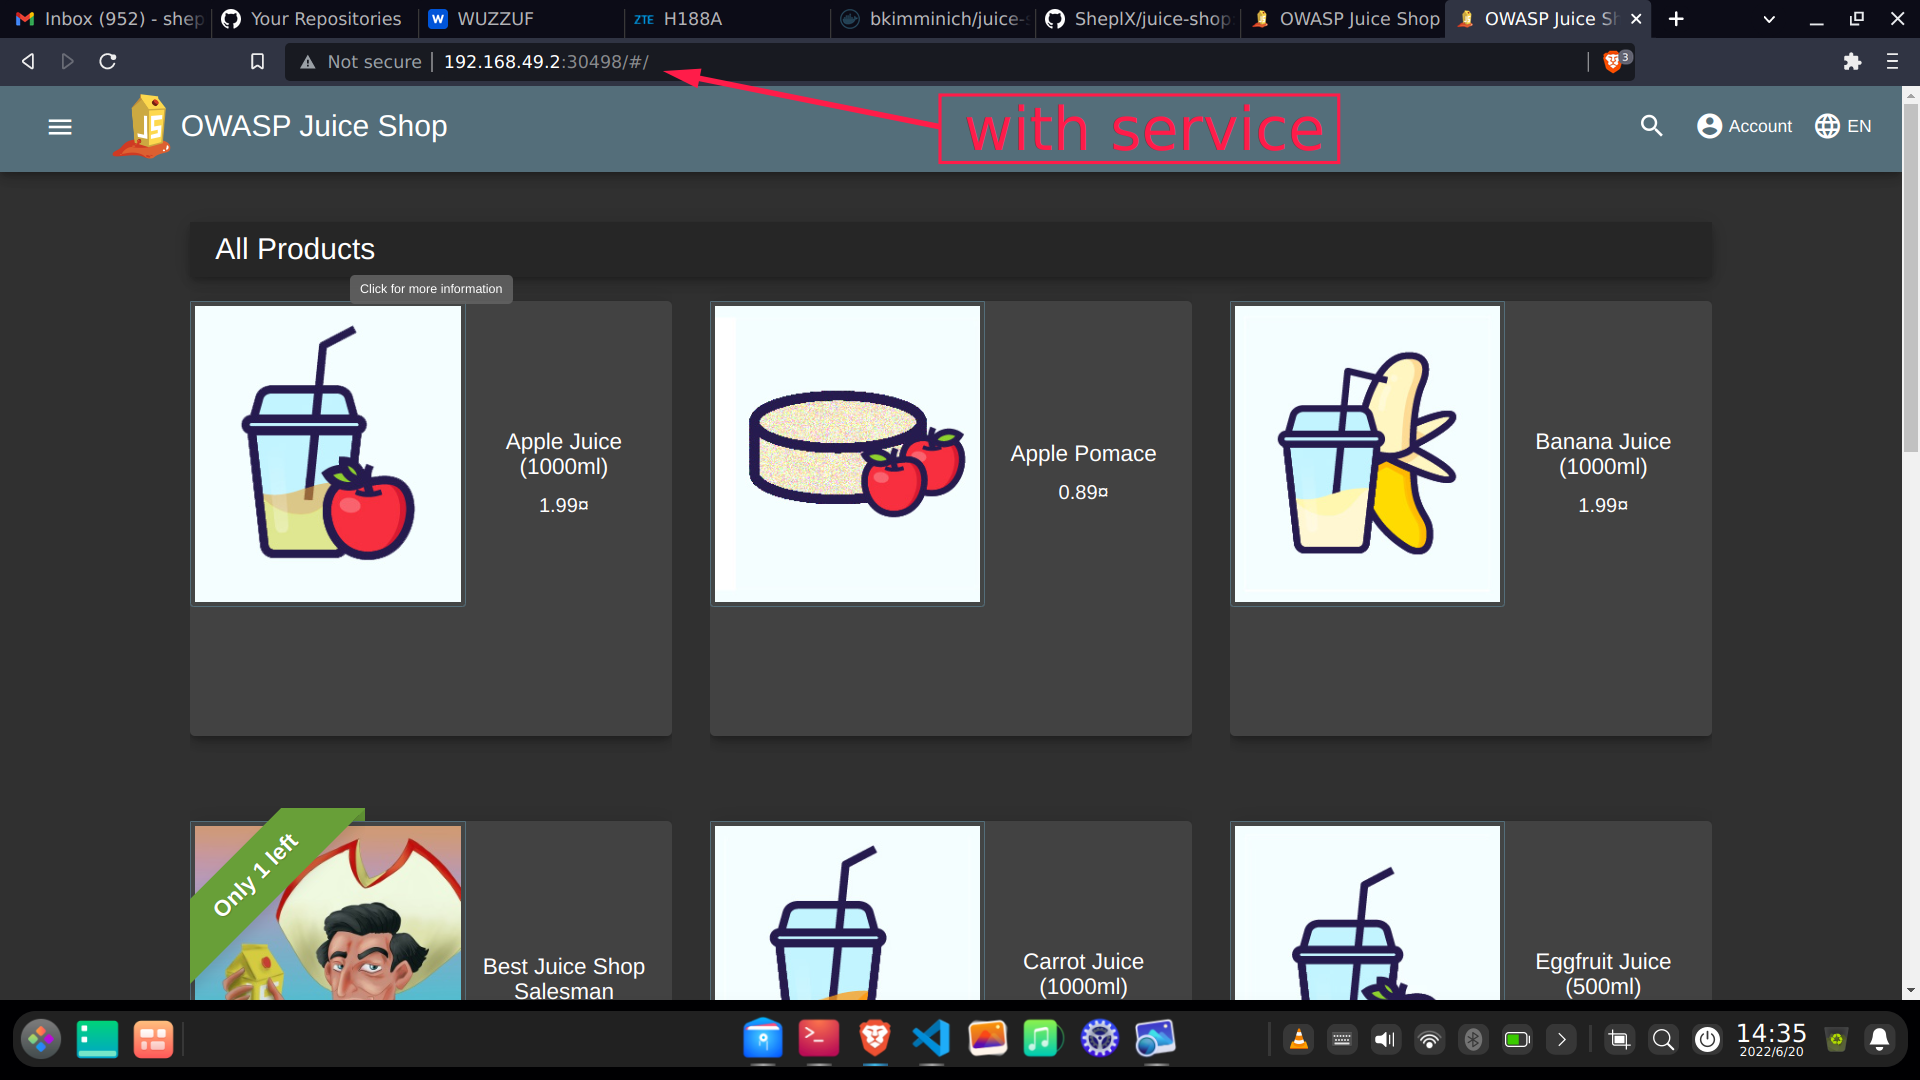 Inbox (952) - shep
Your Repositories
WUZZUF
ZTE H188A
bkimminich/juice-s
SheplX/juice-shop
OWASP Juice Shop
OWASP Juice Sh
Not secure
192.168.49.2:30498/#/
3
with service
JS
OWASP Juice Shop
Account
EN
All Products
Click for more information
Apple Juice
(1000ml)
1.99¤
Apple Pomace
0.89¤
Banana Juice
(1000ml)
1.99¤
Only 1 left
Best Juice Shop
Salesman
Carrot Juice
(1000ml)
Eggfruit Juice
(500ml)
14:35
2022/6/20